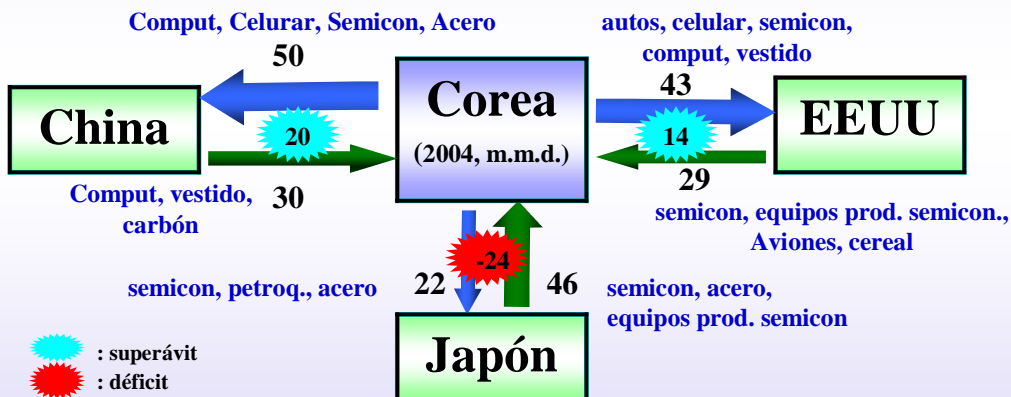 Comput, Celurar, Semicon, Acero
50
autos, celular, semicon,
comput, vestido
43
China
20
Corea
(2004, m.m.d.)
14
EEUU
30
Comput, vestido,
carbón
29
semicon, equipos prod. semicon.,
Aviones, cereal
-24
semicon, petroq., acero
22
46
semicon, acero,
equipos prod. semicon
Japón
: superávit
: déficit